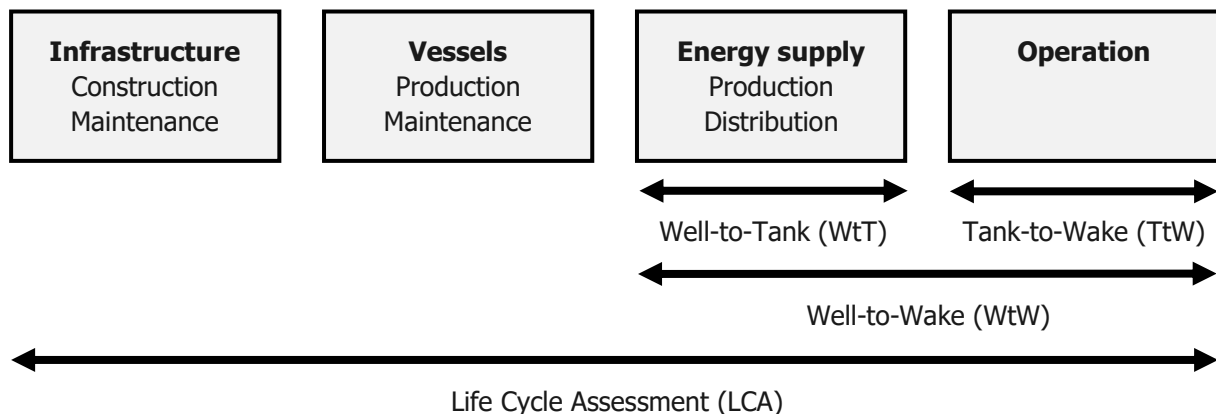 Infrastructure
Construction
Maintenance
Vessels
Production
Maintenance
Energy supply
Production
Distribution
Operation
Well-to-Tank (WtT)
Tank-to-Wake (TtW)
Well-to-Wake (WtW)
Life Cycle Assessment (LCA)